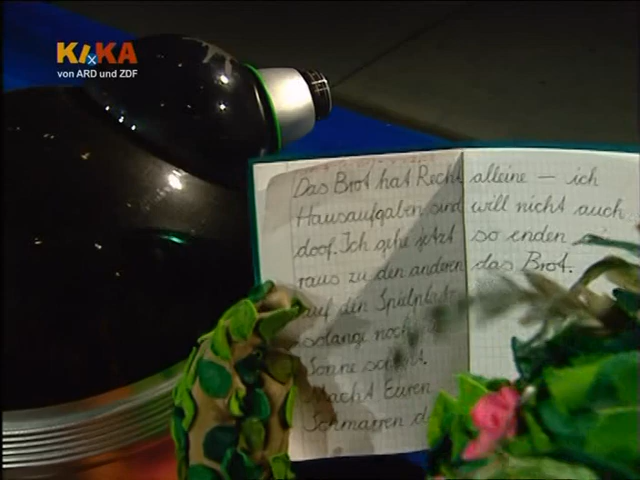 KiKA
von ARD und ZDF
Das Brot hat Recht
Hausaufgaben sind
doof. Ich gehe jetzt
raus zu den anderen
auf den Spielplatz
solange noch
Sonne scheint.
Macht Euren
Schmarren
alleine – ich
will nicht auch
so enden
das Brot.